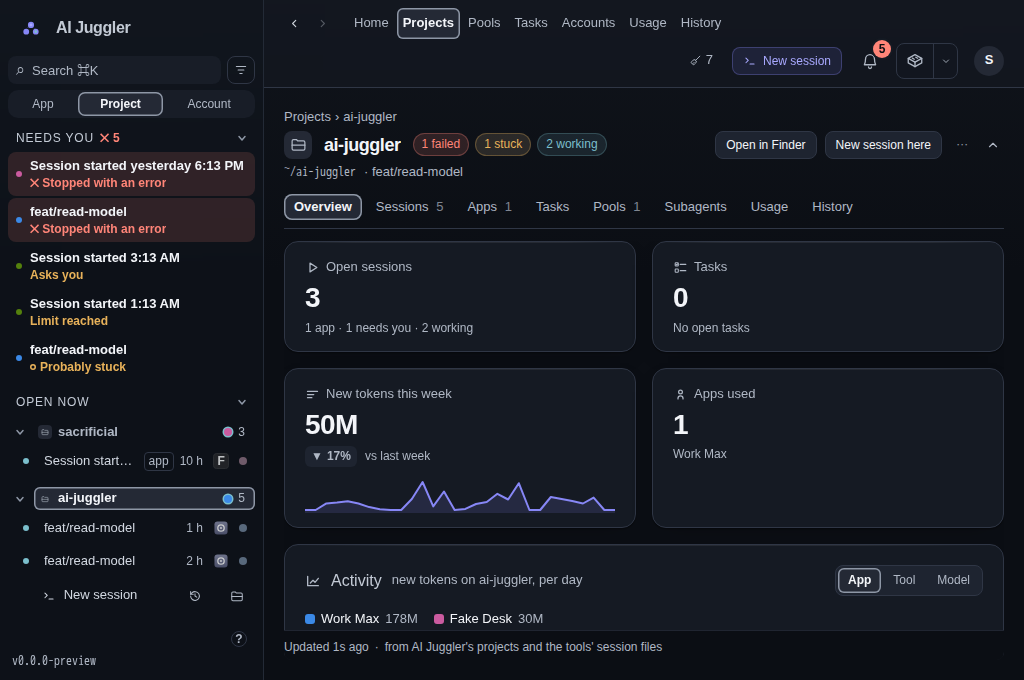 AI Juggler
Search ⌘K
App Project Account
NEEDS YOU 5
Session started yesterday 6:13 PM
Stopped with an error
feat/read-model
Stopped with an error
Session started 3:13 AM
Asks you
Session started 1:13 AM
Limit reached
feat/read-model
Probably stuck
OPEN NOW
sacrificial 3
Session start… app 10 h F
ai-juggler 5
feat/read-model 1 h
feat/read-model 2 h
New session
?
v0.0.0-preview
Home Projects Pools Tasks Accounts Usage History
7 New session 5 S
Projects › ai-juggler
ai-juggler 1 failed 1 stuck 2 working Open in Finder New session here ···
~/ai-juggler · feat/read-model
Overview Sessions 5 Apps 1 Tasks Pools 1 Subagents Usage History
Open sessions
3
1 app · 1 needs you · 2 working
Tasks
0
No open tasks
New tokens this week
50M
▼ 17% vs last week
Apps used
1
Work Max
Activity new tokens on ai-juggler, per day App Tool Model
Work Max 178M Fake Desk 30M
Updated 1s ago · from AI Juggler's projects and the tools' session files